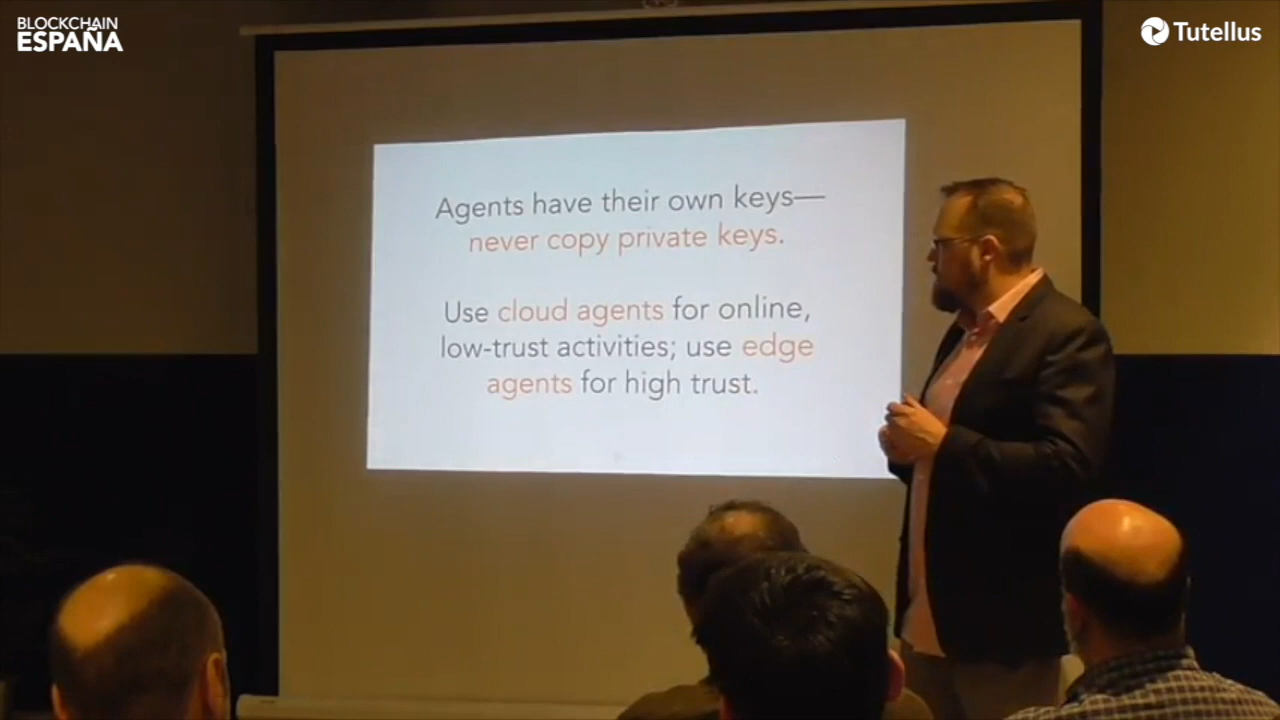 BLOCKCHAIN
ESPAÑA
Tutellus
Agents have their own keys—
never copy private keys.
Use cloud agents for online,
low-trust activities; use edge
agents for high trust.